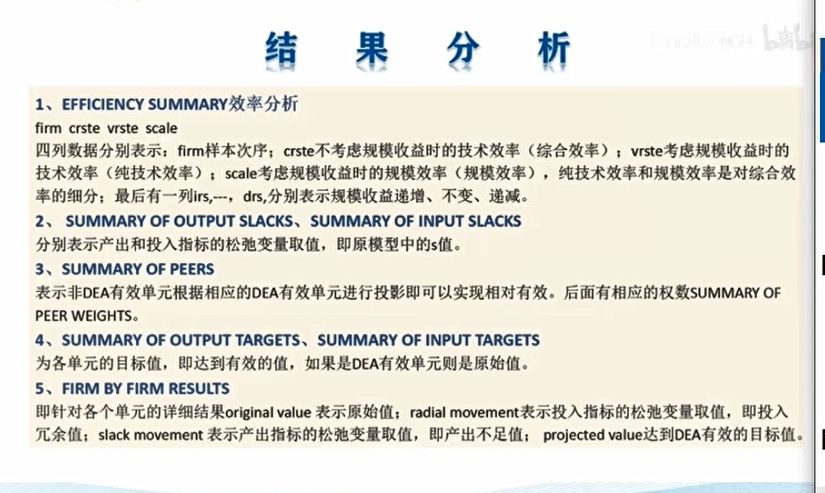 结 果 分 析
1、EFFICIENCY SUMMARY效率分析
firm crste vrste scale
四列数据分别表示：firm样本次序；crste不考虑规模收益时的技术效率（综合效率）；vrste考虑规模收益时的
技术效率（纯技术效率）；scale考虑规模收益时的规模效率（规模效率），纯技术效率和规模效率是对综合效
率的细分；最后有一列irs,---，drs,分别表示规模收益递增、不变、递减。
2、 SUMMARY OF OUTPUT SLACKS、SUMMARY OF INPUT SLACKS
分别表示产出和投入指标的松弛变量取值，即原模型中的s值。
3、SUMMARY OF PEERS
表示非DEA有效单元根据相应的DEA有效单元进行投影即可以实现相对有效。后面有相应的权数SUMMARY OF
PEER WEIGHTS。
4、SUMMARY OF OUTPUT TARGETS、SUMMARY OF INPUT TARGETS
为各单元的目标值，即达到有效的值，如果是DEA有效单元则是原始值。
5、FIRM BY FIRM RESULTS
即针对各个单元的详细结果original value 表示原始值；radial movement表示投入指标的松弛变量取值，即投入
冗余值；slack movement 表示产出指标的松弛变量取值，即产出不足值； projected value达到DEA有效的目标值。